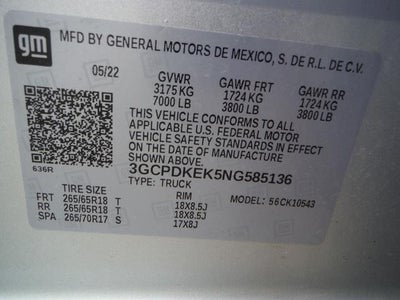 gm MFD BY GENERAL MOTORS DE MEXICO, S. DE R.L. DE C.V.
05/22 GVWR GAWR FRT GAWR RR
3175 KG 1724 KG 1724 KG
7000 LB 3800 LB 3800 LB
THIS VEHICLE CONFORMS TO ALL
APPLICABLE U.S. FEDERAL MOTOR
VEHICLE SAFETY STANDARDS IN EFFECT
ON THE DATE OF MANUFACTURE SHOWN ABOVE.
636R 3GCPDKEK5NG585136
TYPE: TRUCK
TIRE SIZE RIM MODEL: 56CK10543
FRT 265/65R18 T 18X8.5J
RR 265/65R18 T 18X8.5J
SPA 265/70R17 S 17X8J